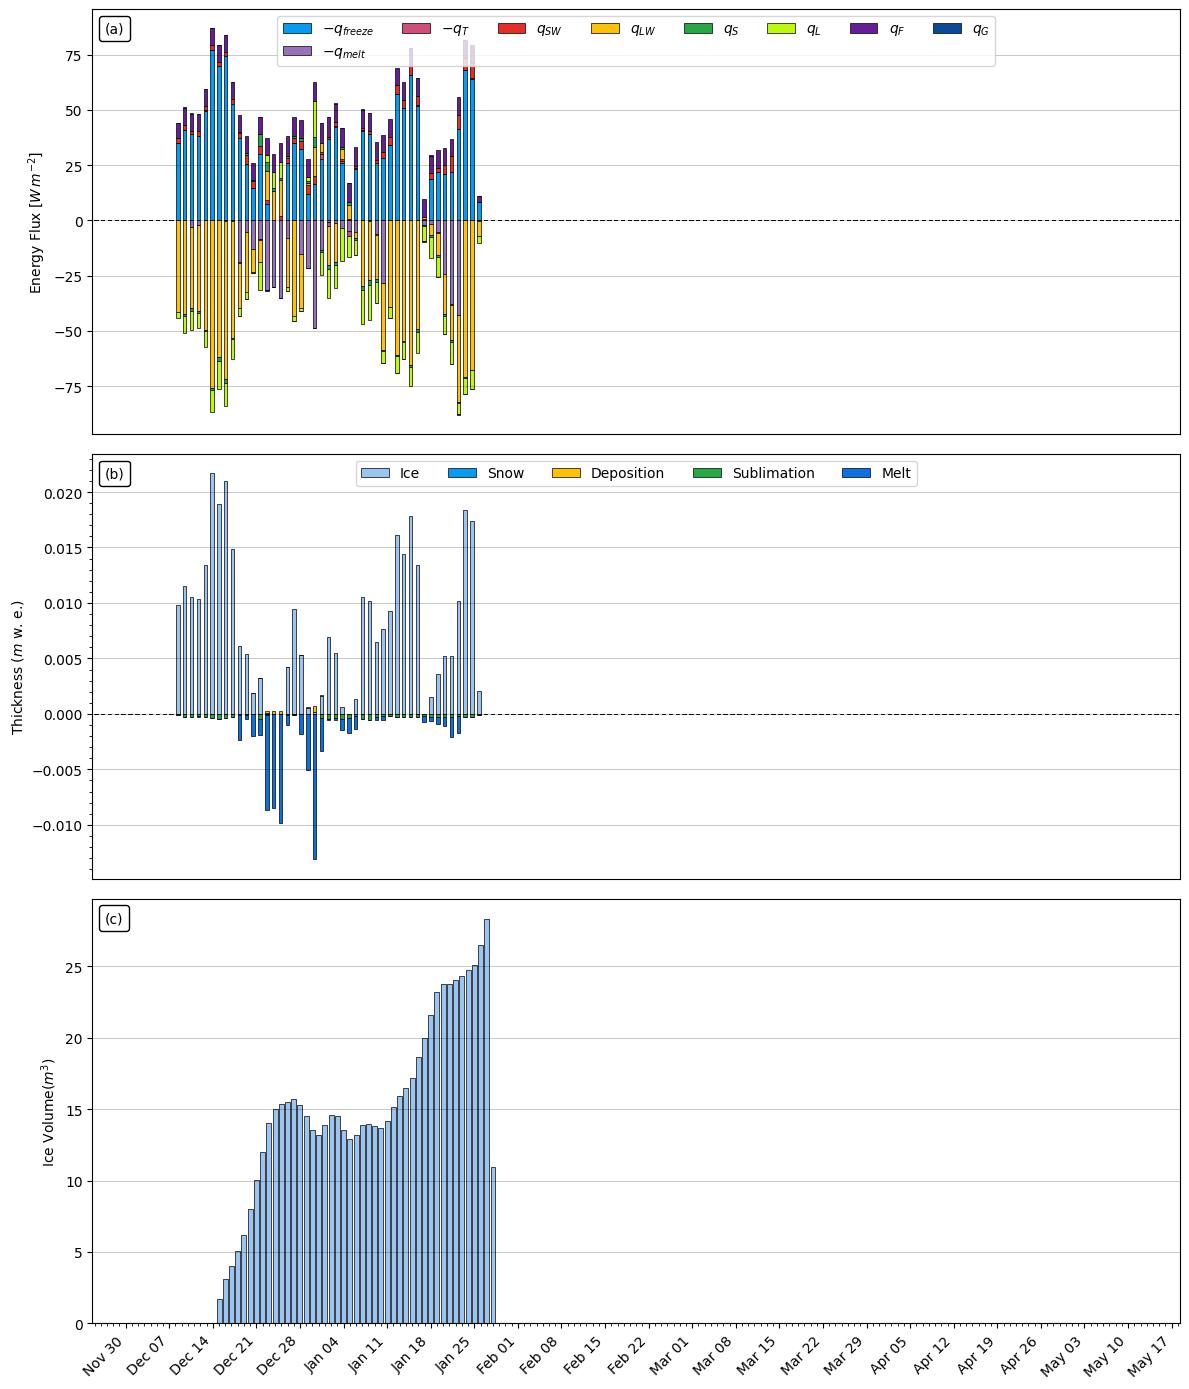 (a)
−q_freeze −q_T q_SW q_LW q_S q_L q_F q_G
−q_melt
75
50
25
0
−25
−50
−75
Energy Flux [W m⁻²]
(b)
Ice Snow Deposition Sublimation Melt
0.020
0.015
0.010
0.005
0.000
−0.005
−0.010
Thickness (m w. e.)
(c)
25
20
15
10
5
0
Ice Volume(m³)
Nov 30 Dec 07 Dec 14 Dec 21 Dec 28 Jan 04 Jan 11 Jan 18 Jan 25 Feb 01 Feb 08 Feb 15 Feb 22 Mar 01 Mar 08 Mar 15 Mar 22 Mar 29 Apr 05 Apr 12 Apr 19 Apr 26 May 03 May 10 May 17